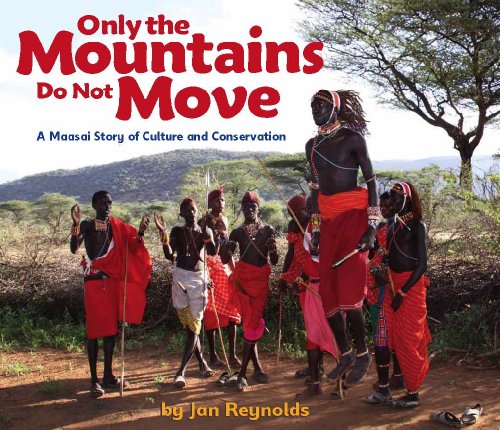 Only the
Mountains
Do Not Move
A Maasai Story of Culture and Conservation
by Jan Reynolds